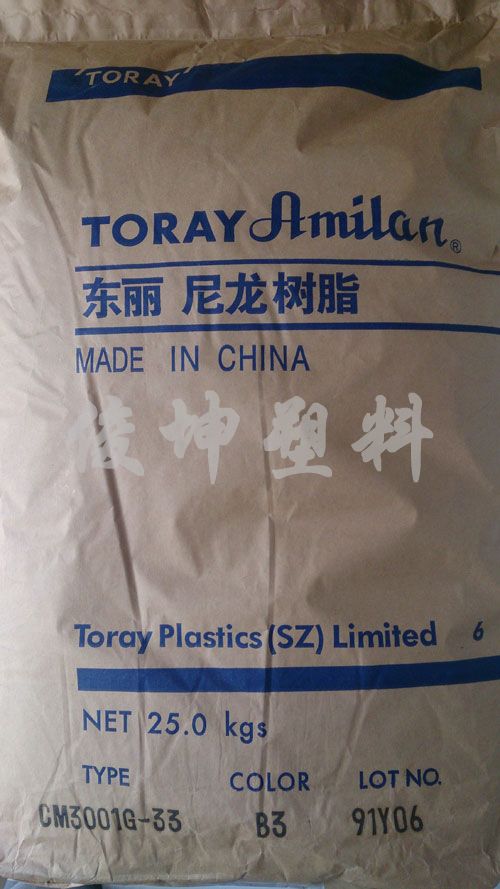 TORAY
TORAY Amilan®
东丽 尼龙树脂
MADE IN CHINA
俊坤塑料
Toray Plastics (SZ) Limited 6
NET 25.0 kgs
TYPE COLOR LOT NO.
CM3001G-33 B3 91Y06